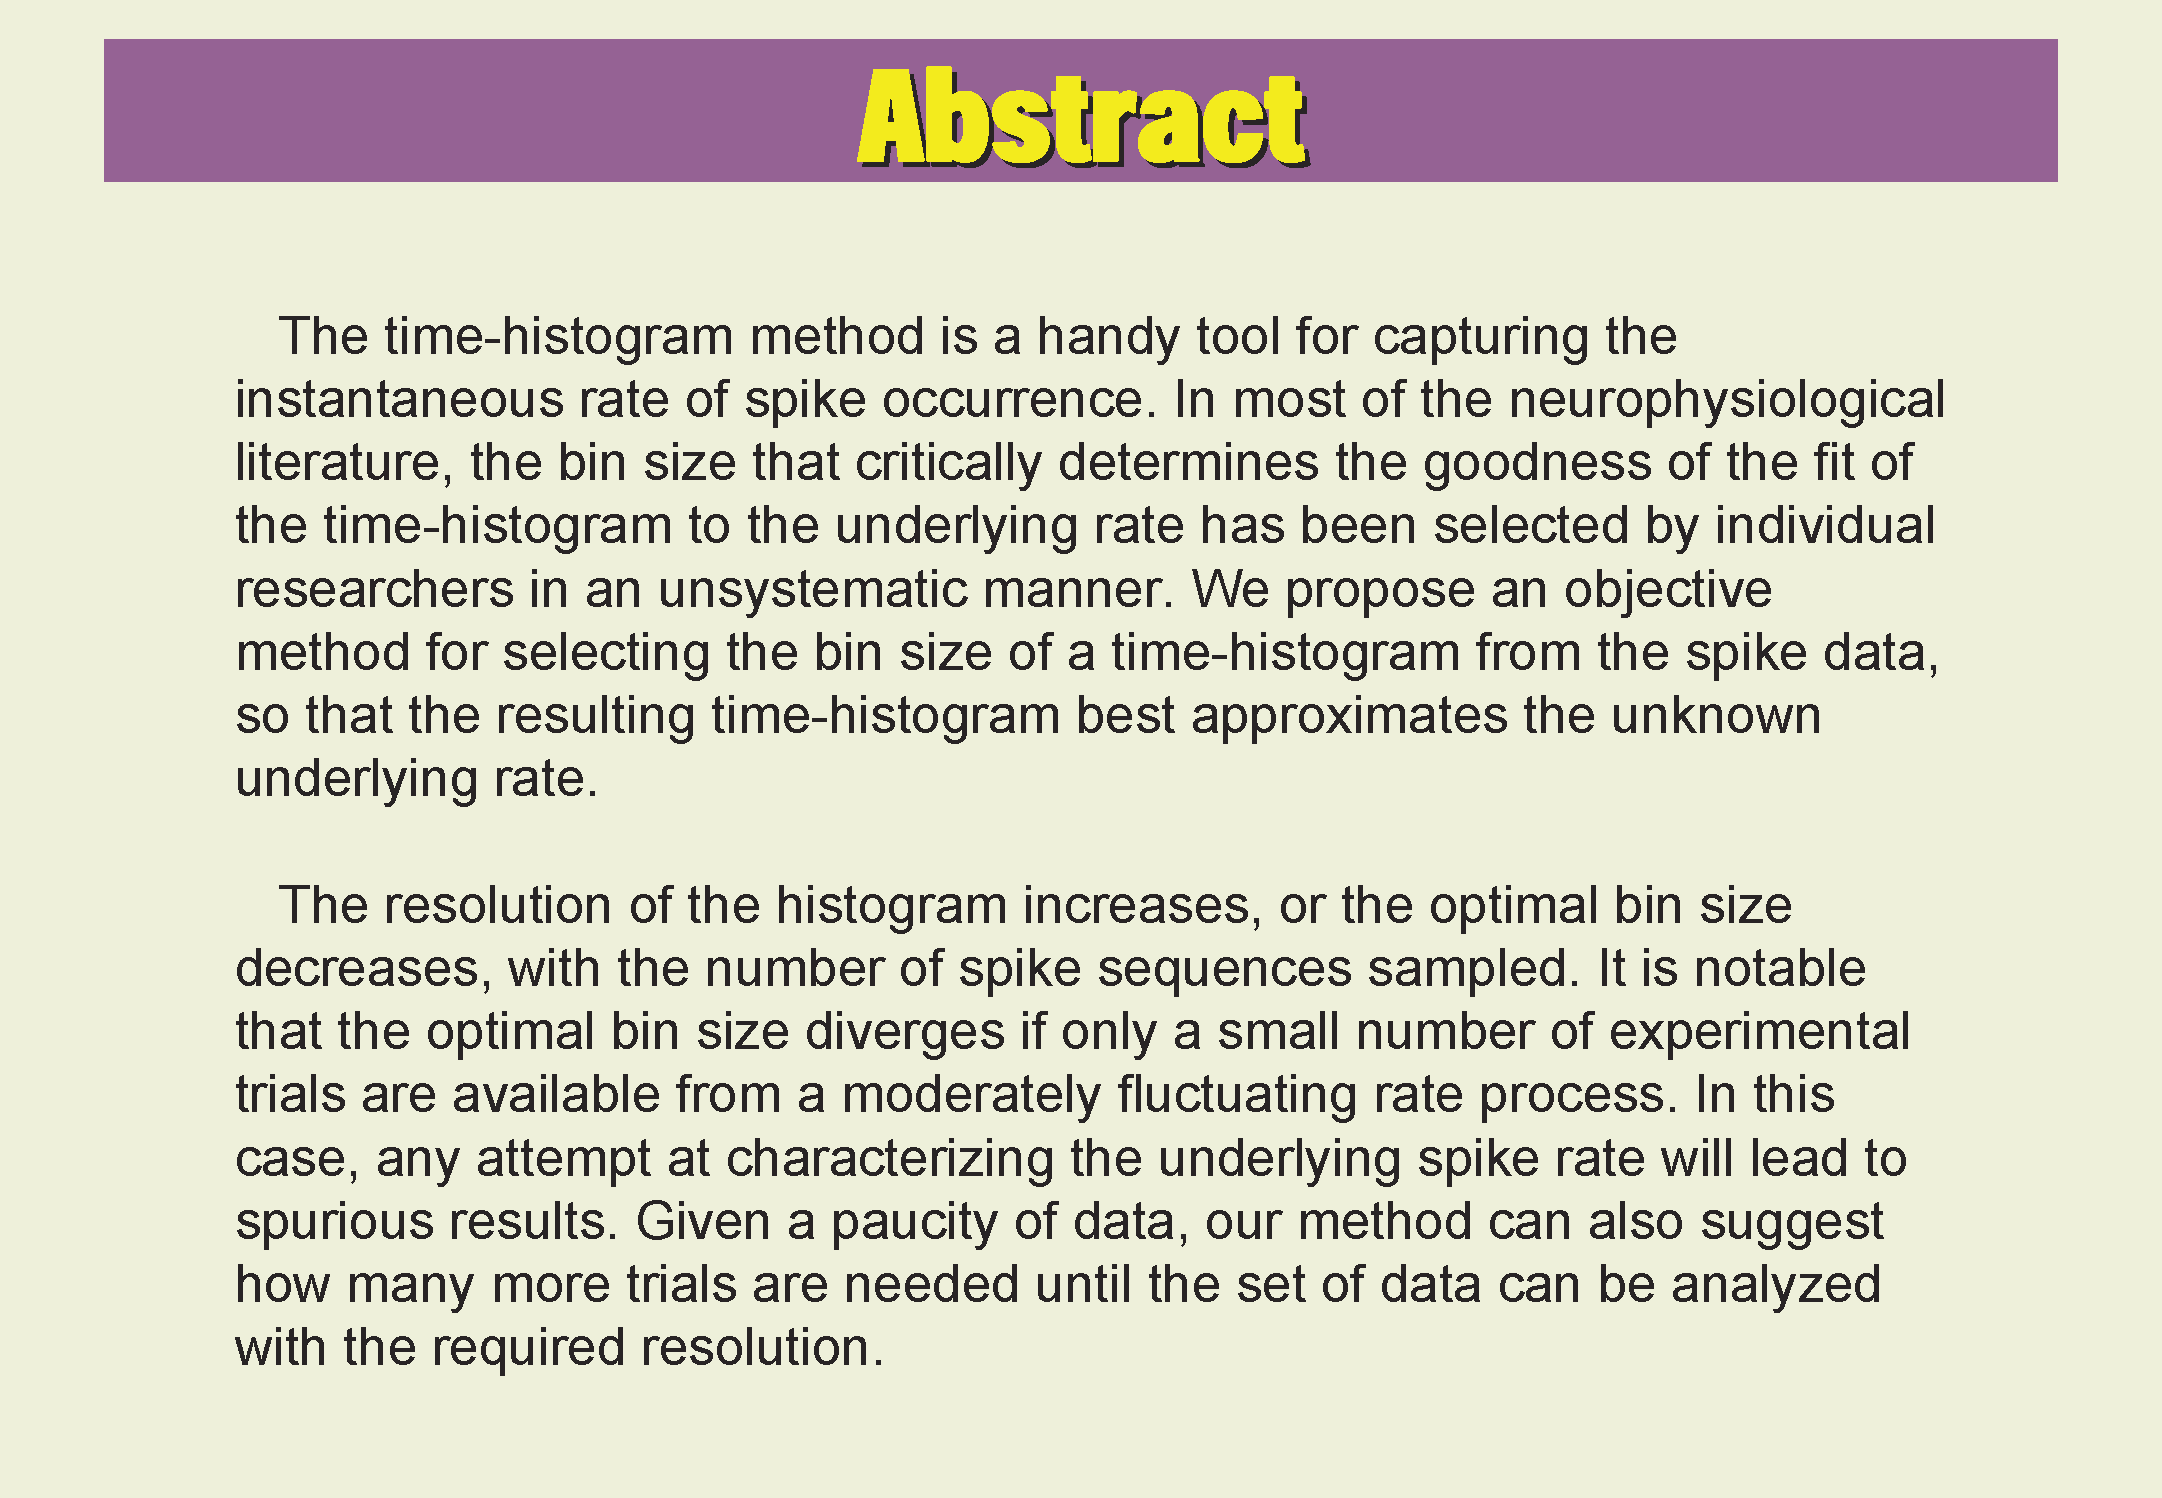 Abstract
The time-histogram method is a handy tool for capturing the
instantaneous rate of spike occurrence. In most of the neurophysiological
literature, the bin size that critically determines the goodness of the fit of
the time-histogram to the underlying rate has been selected by individual
researchers in an unsystematic manner. We propose an objective
method for selecting the bin size of a time-histogram from the spike data,
so that the resulting time-histogram best approximates the unknown
underlying rate.
The resolution of the histogram increases, or the optimal bin size
decreases, with the number of spike sequences sampled. It is notable
that the optimal bin size diverges if only a small number of experimental
trials are available from a moderately fluctuating rate process. In this
case, any attempt at characterizing the underlying spike rate will lead to
spurious results. Given a paucity of data, our method can also suggest
how many more trials are needed until the set of data can be analyzed
with the required resolution.